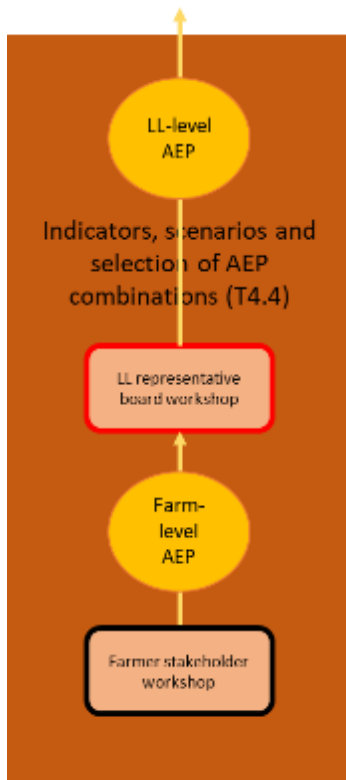 LL-level
AEP
Indicators, scenarios and
selection of AEP
combinations (T4.4)
LL representative
board workshop
Farm-
level
AEP
Farmer stakeholder
workshop